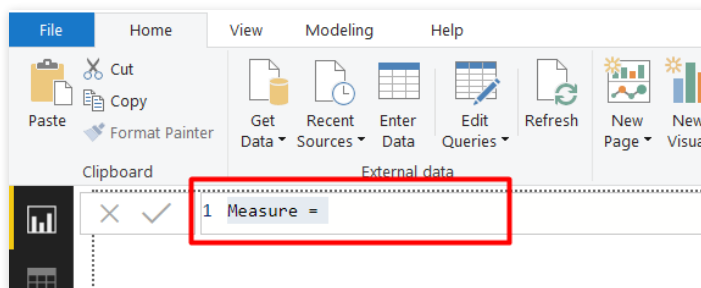 File Home View Modeling Help
Paste
Cut
Copy
Format Painter
Get Data
Recent Sources
Enter Data
Edit Queries
Refresh
New Page
New
Clipboard External data
1 Measure =